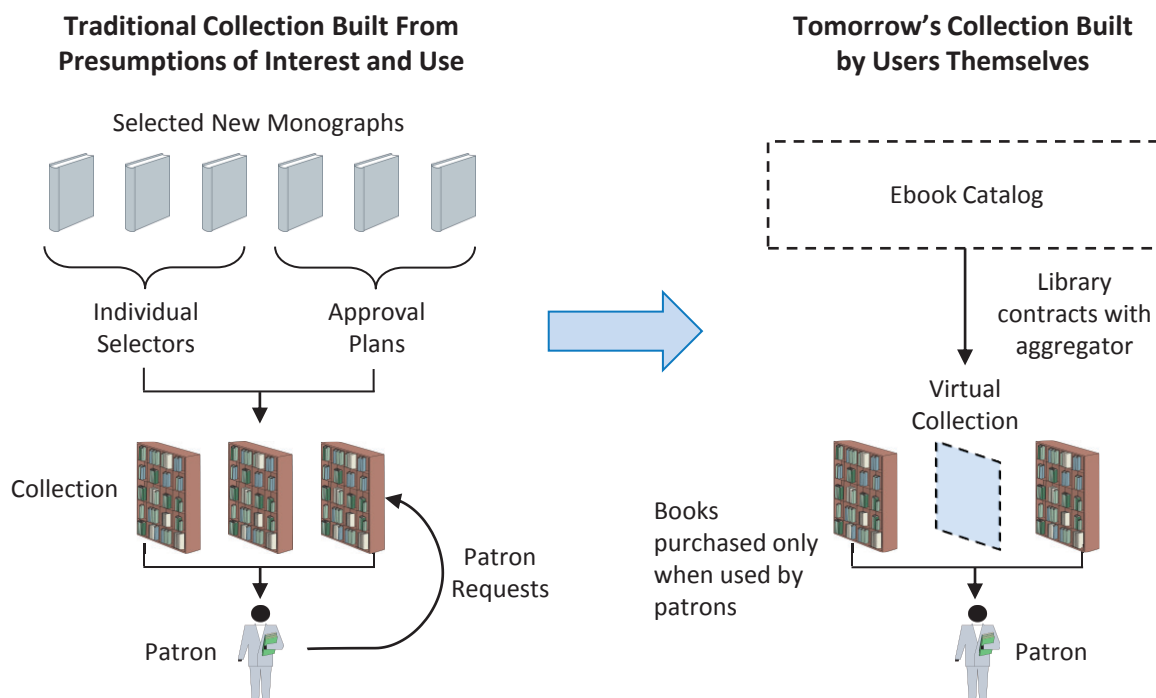 Traditional Collection Built From
Presumptions of Interest and Use
Selected New Monographs
Individual
Selectors
Approval
Plans
Collection
Patron
Requests
Patron
Tomorrow’s Collection Built
by Users Themselves
Ebook Catalog
Library
contracts with
aggregator
Virtual
Collection
Books
purchased only
when used by
patrons
Patron